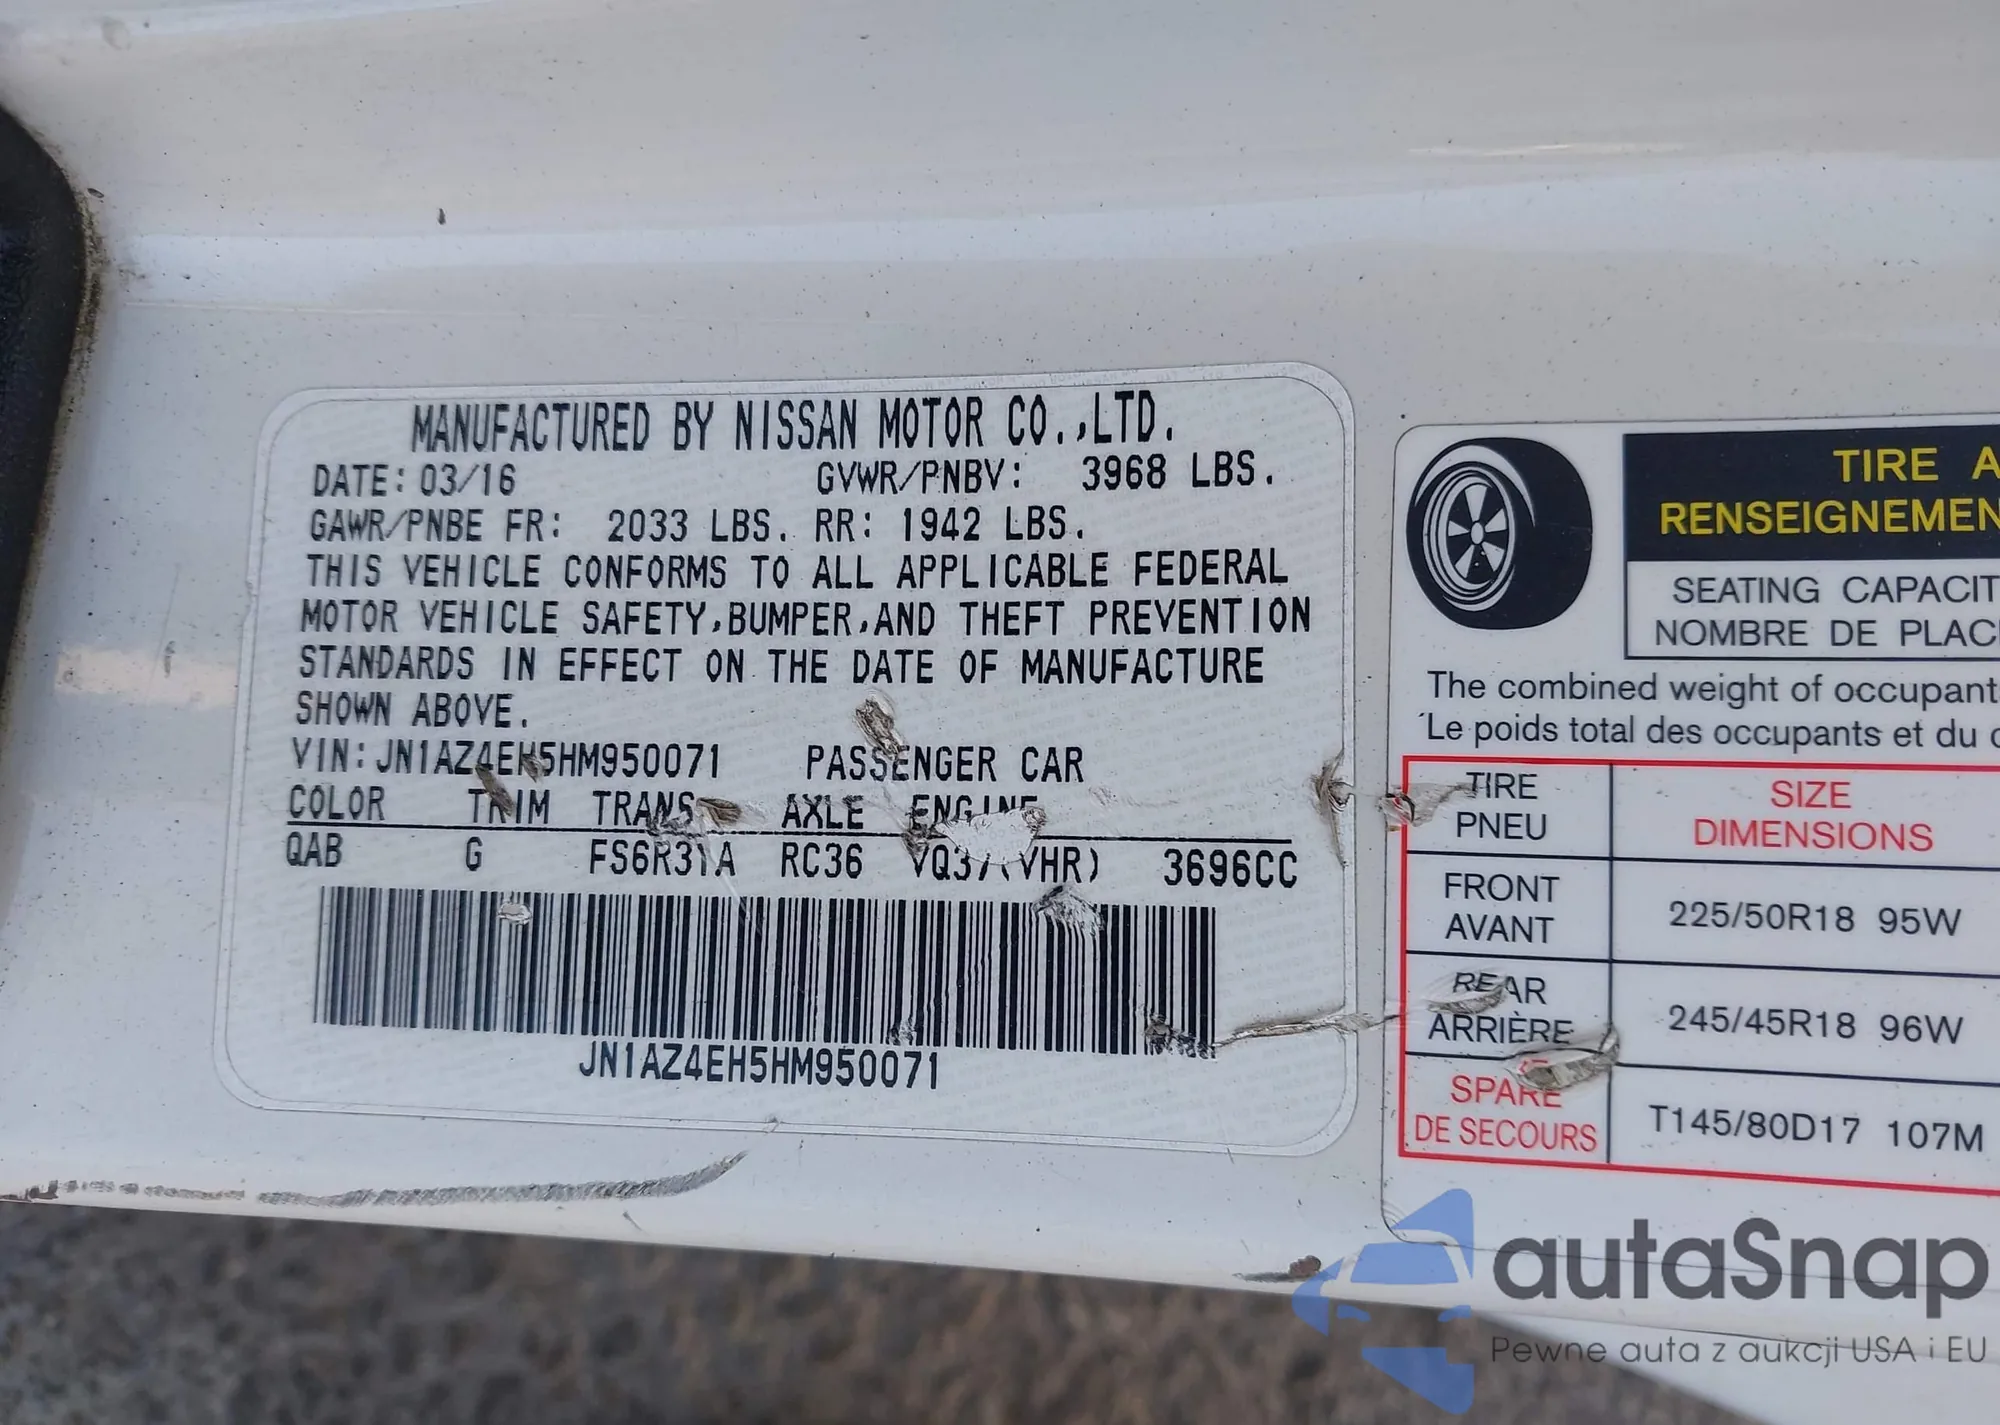 MANUFACTURED BY NISSAN MOTOR CO.,LTD.
DATE: 03/16 GVWR/PNBV: 3968 LBS.
GAWR/PNBE FR: 2033 LBS. RR: 1942 LBS.
THIS VEHICLE CONFORMS TO ALL APPLICABLE FEDERAL
MOTOR VEHICLE SAFETY,BUMPER,AND THEFT PREVENTION
STANDARDS IN EFFECT ON THE DATE OF MANUFACTURE
SHOWN ABOVE.
VIN:JN1AZ4EH5HM950071 PASSENGER CAR
COLOR TRIM TRANS AXLE ENGINE
QAB G FS6R31A RC36 VQ37(VHR) 3696CC
JN1AZ4EH5HM950071
TIRE A
RENSEIGNEMEN
SEATING CAPACIT
NOMBRE DE PLAC
The combined weight of occupant
Le poids total des occupants et du
TIRE SIZE
PNEU DIMENSIONS
FRONT
AVANT 225/50R18 95W
REAR
ARRIÈRE 245/45R18 96W
SPARE
DE SECOURS T145/80D17 107M
autaSnap
Pewne auta z aukcji USA i EU